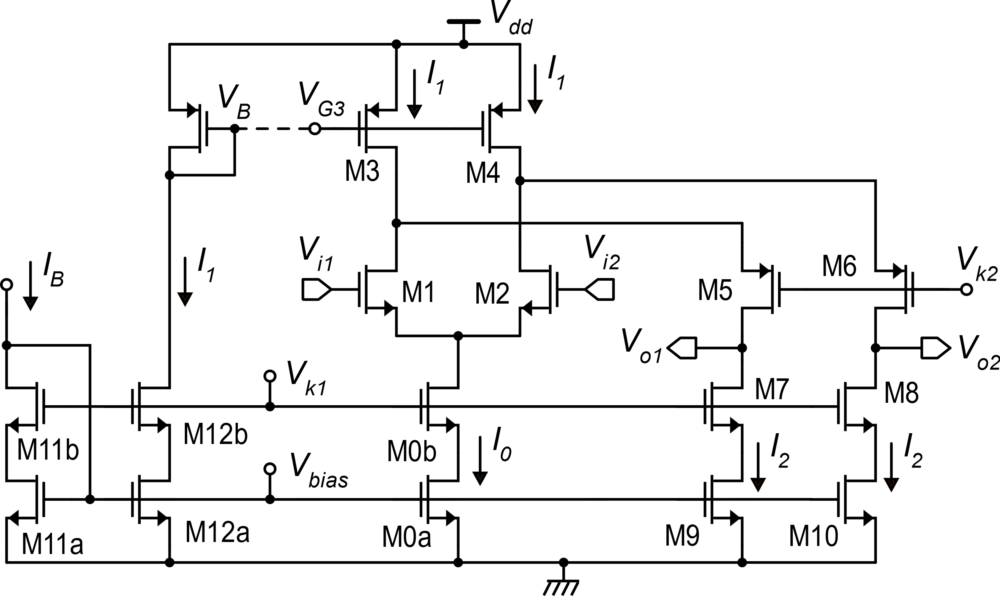 Vdd
I1
I1
VB
VG3
M3
M4
Vi1
Vi2
IB
I1
M1
M2
M5
M6
Vk2
Vo1
Vo2
Vk1
M7
M8
M11b
M12b
M0b
I0
I2
I2
Vbias
M11a
M12a
M0a
M9
M10